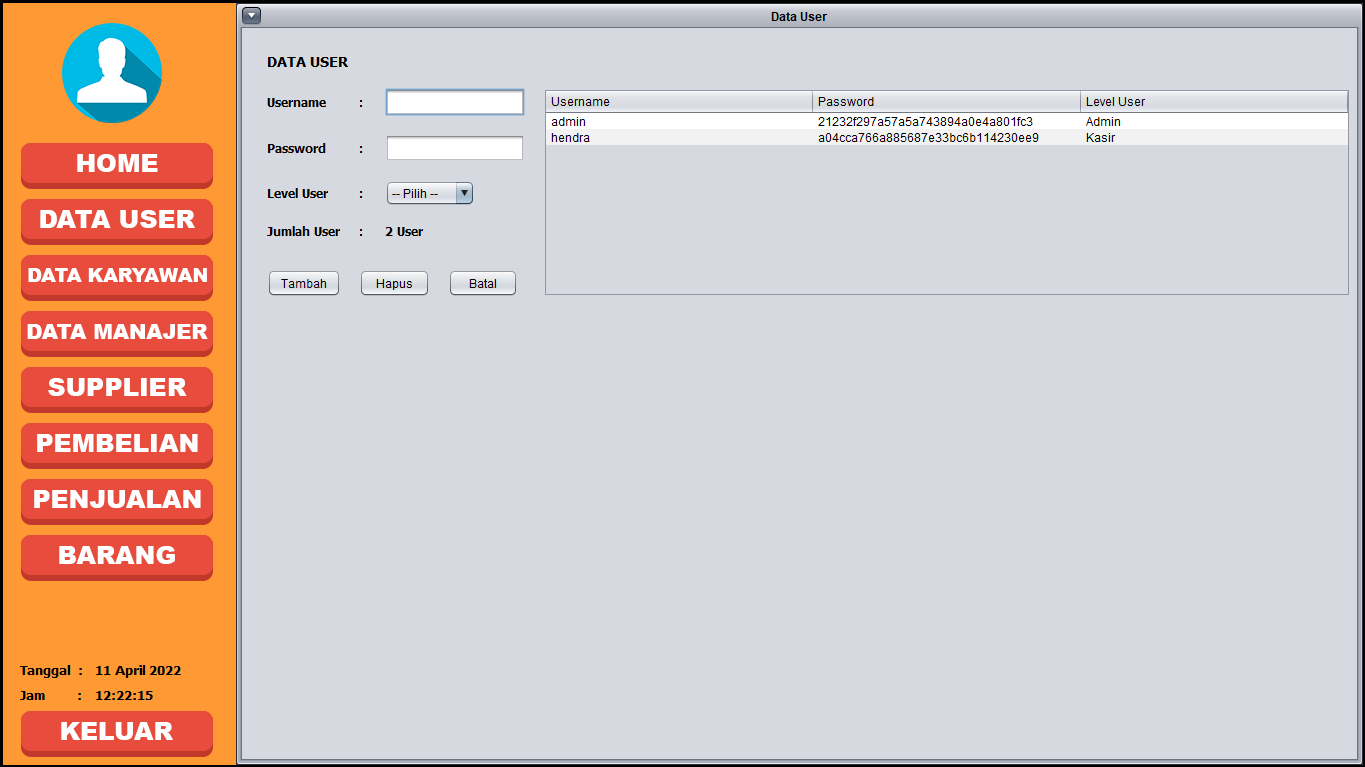 HOME
DATA USER
DATA KARYAWAN
DATA MANAJER
SUPPLIER
PEMBELIAN
PENJUALAN
BARANG
Tanggal : 11 April 2022
Jam : 12:22:15
KELUAR
Data User
DATA USER
Username :
Password :
Level User : -- Pilih --
Jumlah User : 2 User
Tambah Hapus Batal
Username Password Level User
admin 21232f297a57a5a743894a0e4a801fc3 Admin
hendra a04cca766a885687e33bc6b114230ee9 Kasir